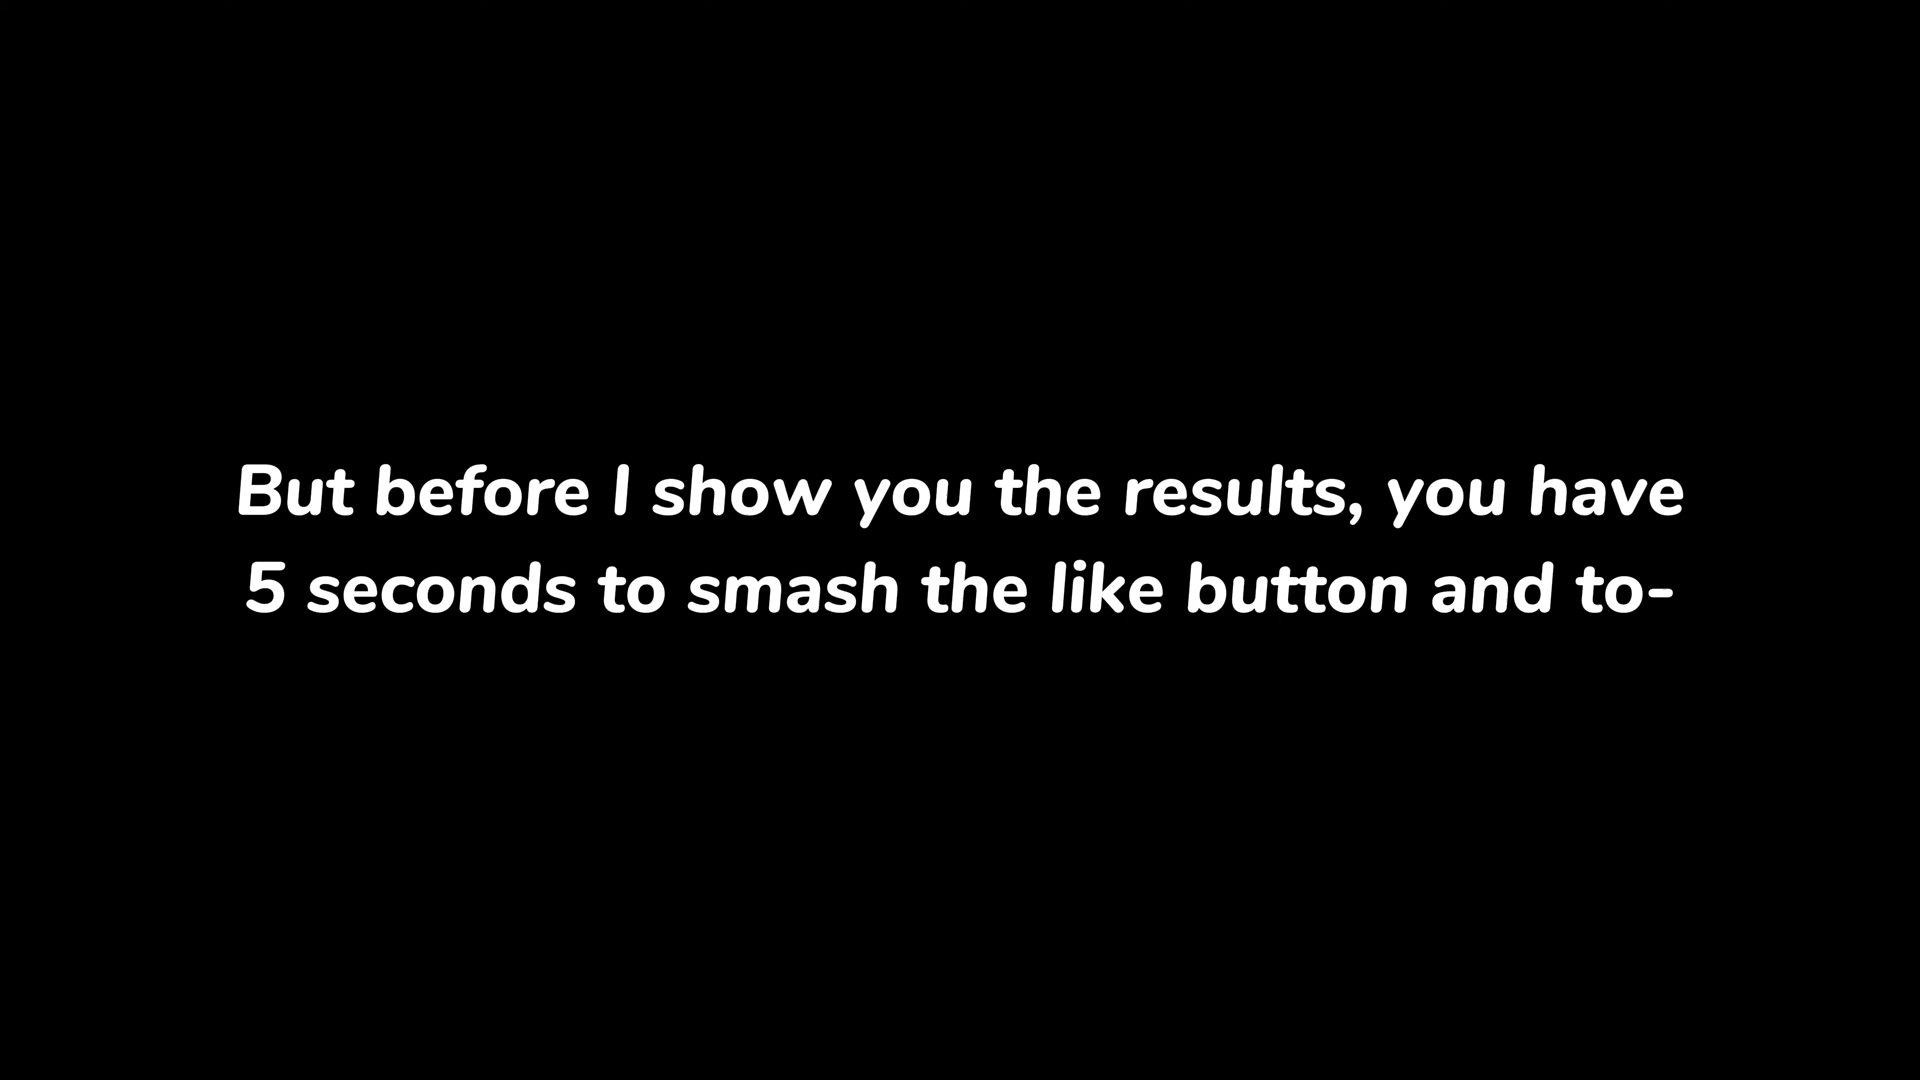 But before I show you the results, you have
5 seconds to smash the like button and to-